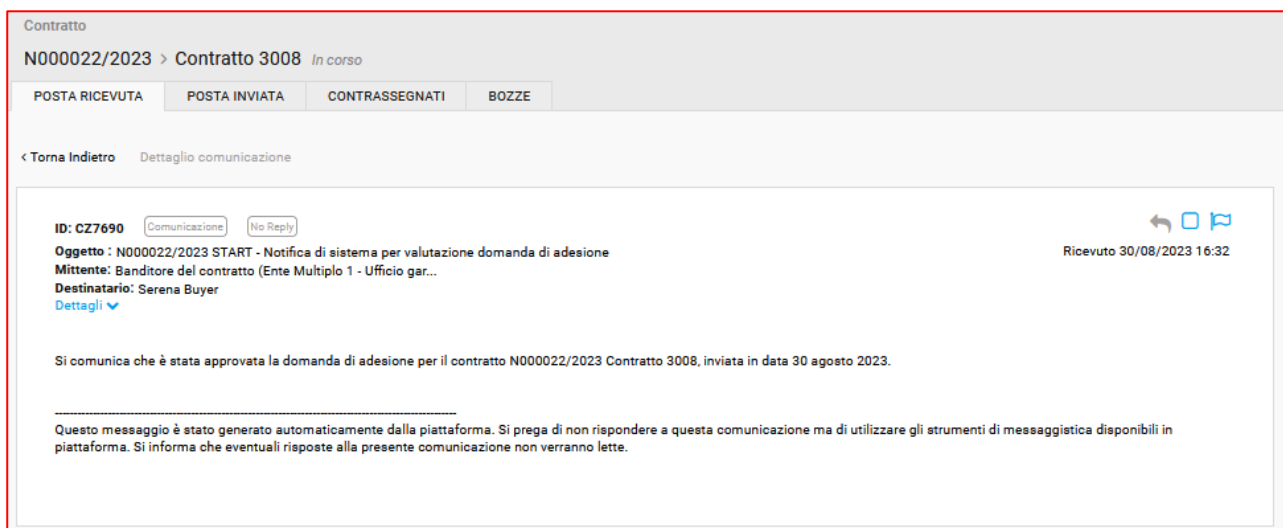 Contratto
N000022/2023 > Contratto 3008 In corso
POSTA RICEVUTA POSTA INVIATA CONTRASSEGNATI BOZZE
< Torna Indietro Dettaglio comunicazione
ID: CZ7690 Comunicazione No Reply
Oggetto : N000022/2023 START - Notifica di sistema per valutazione domanda di adesione
Ricevuto 30/08/2023 16:32
Mittente: Banditore del contratto (Ente Multiplo 1 - Ufficio gar...
Destinatario: Serena Buyer
Dettagli
Si comunica che è stata approvata la domanda di adesione per il contratto N000022/2023 Contratto 3008, inviata in data 30 agosto 2023.
Questo messaggio è stato generato automaticamente dalla piattaforma. Si prega di non rispondere a questa comunicazione ma di utilizzare gli strumenti di messaggistica disponibili in
piattaforma. Si informa che eventuali risposte alla presente comunicazione non verranno lette.